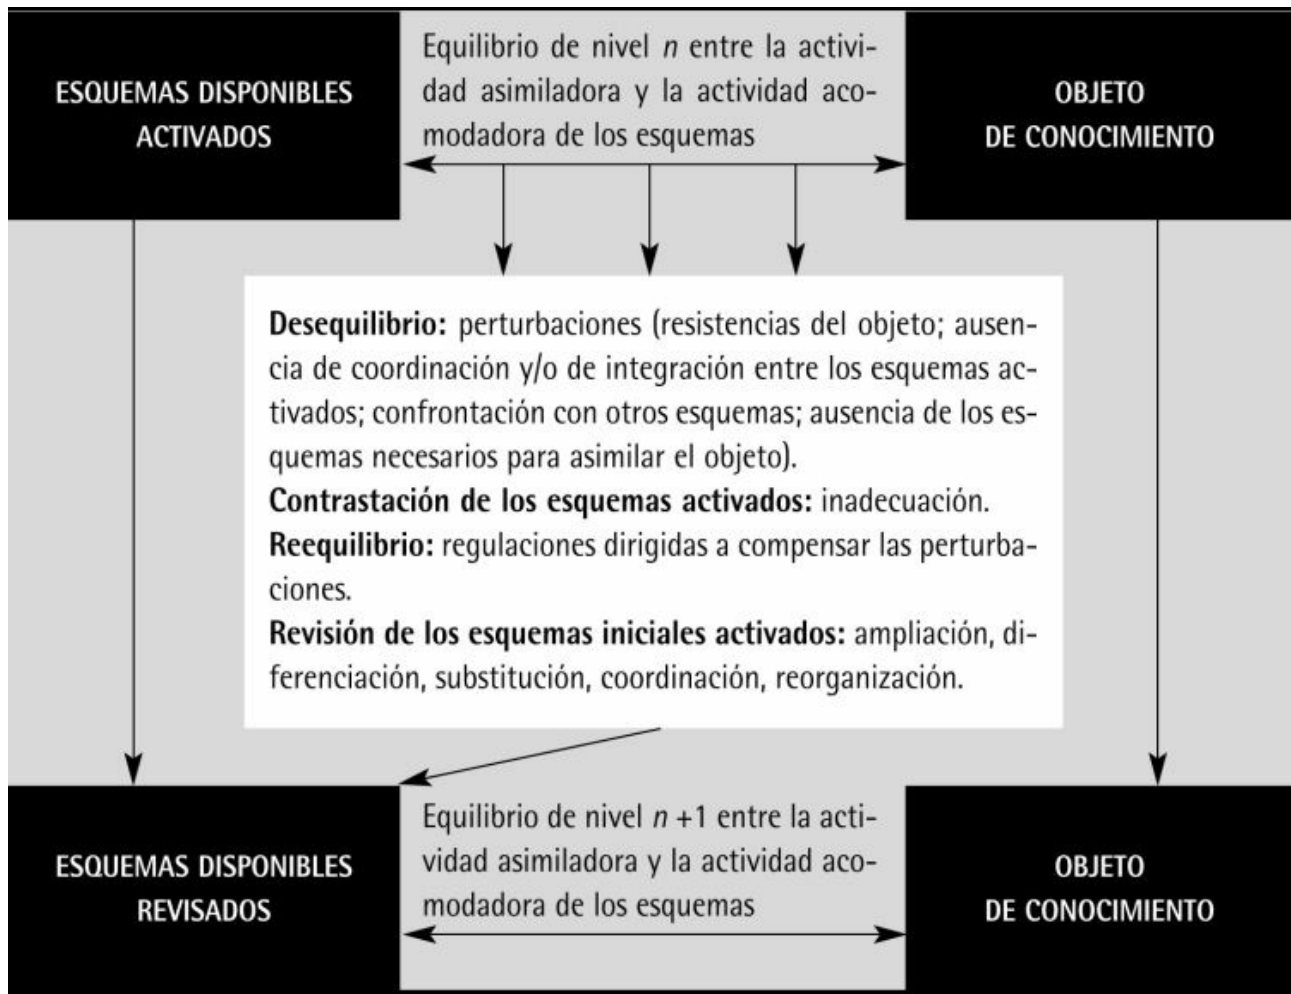 ESQUEMAS DISPONIBLES
ACTIVADOS
Equilibrio de nivel n entre la activi-
dad asimiladora y la actividad aco-
modadora de los esquemas
OBJETO
DE CONOCIMIENTO
Desequilibrio: perturbaciones (resistencias del objeto; ausen-
cia de coordinación y/o de integración entre los esquemas ac-
tivados; confrontación con otros esquemas; ausencia de los es-
quemas necesarios para asimilar el objeto).
Contrastación de los esquemas activados: inadecuación.
Reequilibrio: regulaciones dirigidas a compensar las perturba-
ciones.
Revisión de los esquemas iniciales activados: ampliación, di-
ferenciación, substitución, coordinación, reorganización.
ESQUEMAS DISPONIBLES
REVISADOS
Equilibrio de nivel n +1 entre la acti-
vidad asimiladora y la actividad aco-
modadora de los esquemas
OBJETO
DE CONOCIMIENTO